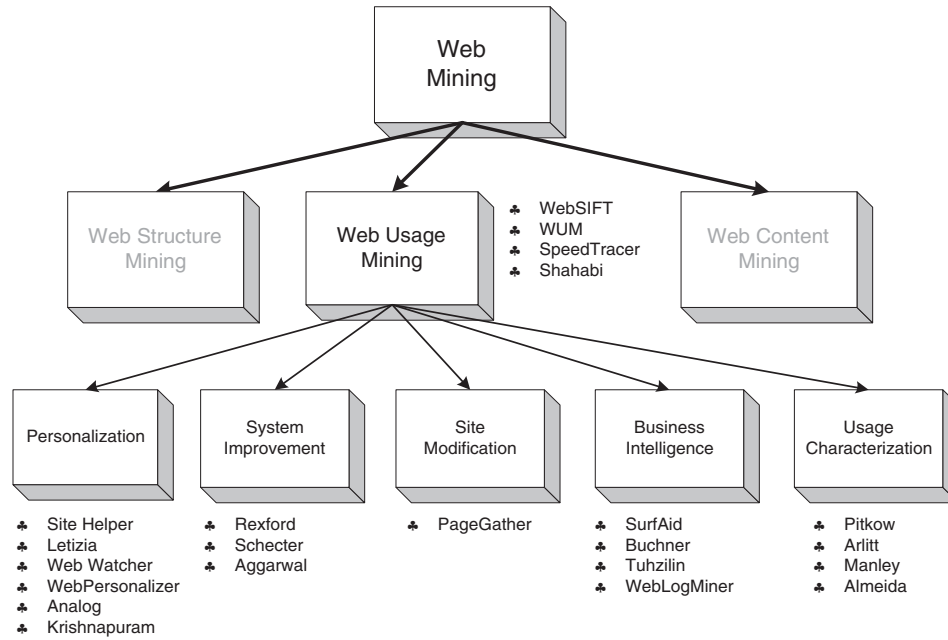 Web
Mining
Web Structure
Mining
Web Usage
Mining
♣ WebSIFT
♣ WUM
♣ SpeedTracer
♣ Shahabi
Web Content
Mining
Personalization
System
Improvement
Site
Modification
Business
Intelligence
Usage
Characterization
♣ Site Helper
♣ Letizia
♣ Web Watcher
♣ WebPersonalizer
♣ Analog
♣ Krishnapuram
♣ Rexford
♣ Schecter
♣ Aggarwal
♣ PageGather
♣ SurfAid
♣ Buchner
♣ Tuhzilin
♣ WebLogMiner
♣ Pitkow
♣ Arlitt
♣ Manley
♣ Almeida